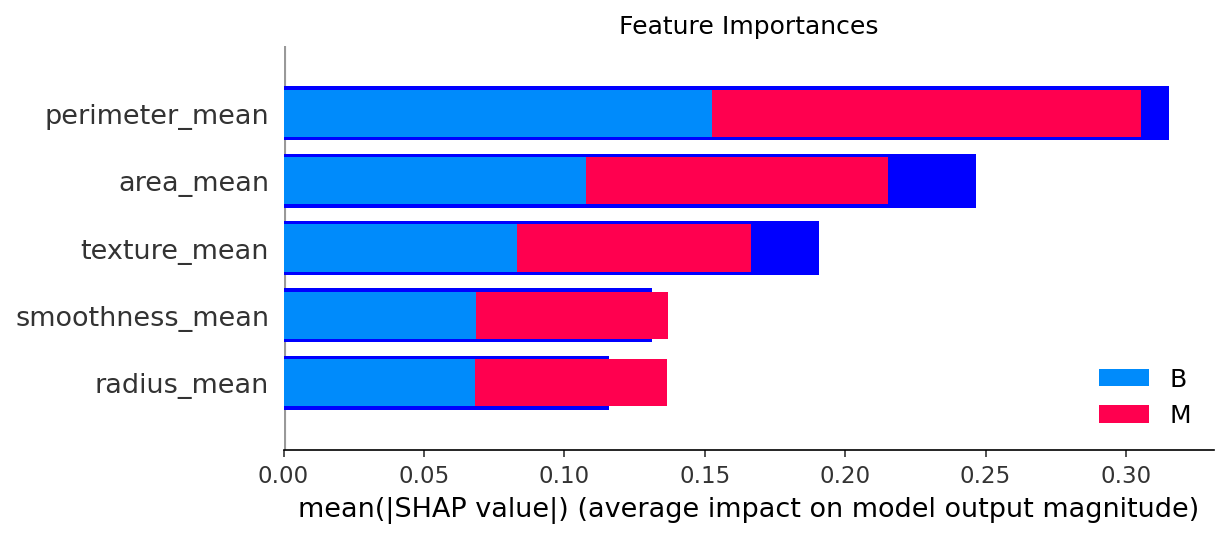 Feature Importances
perimeter_mean
area_mean
texture_mean
smoothness_mean
radius_mean
B
M
0.00 0.05 0.10 0.15 0.20 0.25 0.30
mean(|SHAP value|) (average impact on model output magnitude)